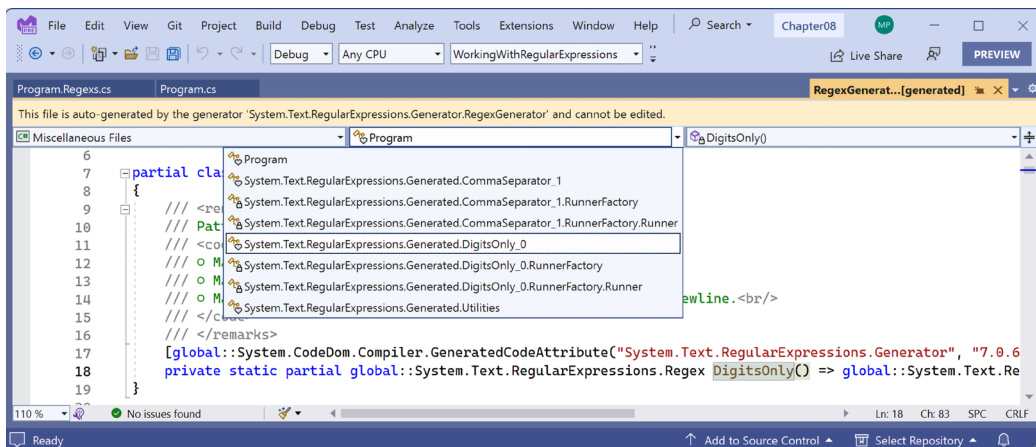 File Edit View Git Project Build Debug Test Analyze Tools Extensions Window Help Search Chapter08 MP
PRE Debug Any CPU WorkingWithRegularExpressions Live Share PREVIEW
Program.Regexs.cs Program.cs RegexGenerat...[generated]
This file is auto-generated by the generator 'System.Text.RegularExpressions.Generator.RegexGenerator' and cannot be edited.
C# Miscellaneous Files Program DigitsOnly()
Program
System.Text.RegularExpressions.Generated.CommaSeparator_1
System.Text.RegularExpressions.Generated.CommaSeparator_1.RunnerFactory
System.Text.RegularExpressions.Generated.CommaSeparator_1.RunnerFactory.Runner
System.Text.RegularExpressions.Generated.DigitsOnly_0
System.Text.RegularExpressions.Generated.DigitsOnly_0.RunnerFactory
System.Text.RegularExpressions.Generated.DigitsOnly_0.RunnerFactory.Runner
System.Text.RegularExpressions.Generated.Utilities
6
7 partial cla
8 {
9 /// <re
10 /// Pat
11 /// <co
12 /// o Ma
13 /// o Ma
14 /// o Ma ewline.<br/>
15 /// </code>
16 /// </remarks>
17 [global::System.CodeDom.Compiler.GeneratedCodeAttribute("System.Text.RegularExpressions.Generator", "7.0.6
18 private static partial global::System.Text.RegularExpressions.Regex DigitsOnly() => global::System.Text.Re
19 }
110 % No issues found Ln: 18 Ch: 83 SPC CRLF
Ready Add to Source Control Select Repository